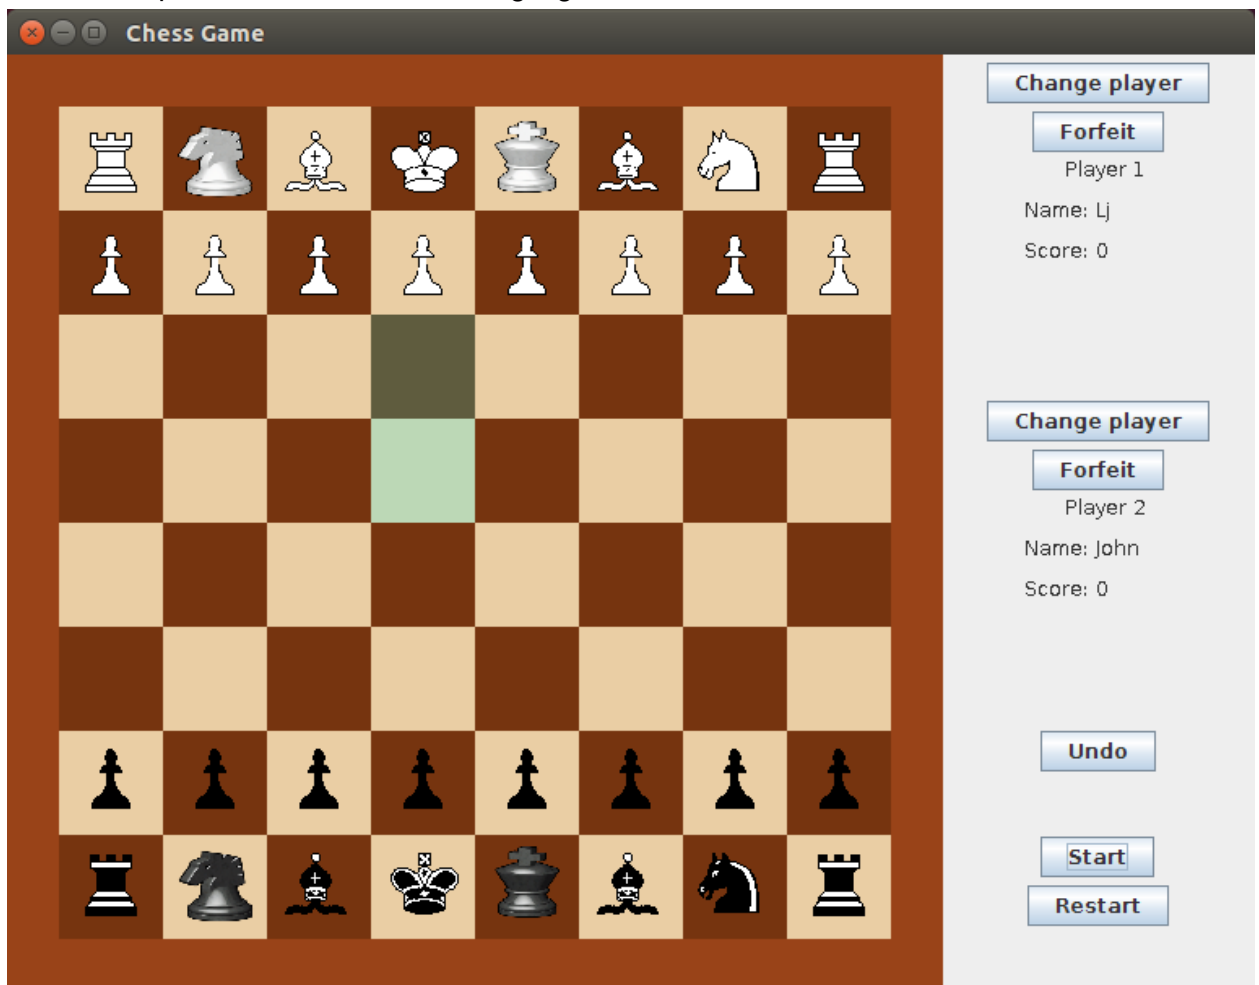 Chess Game
Change player
Forfeit
Player 1
Name: Lj
Score: 0
Change player
Forfeit
Player 2
Name: John
Score: 0
Undo
Start
Restart